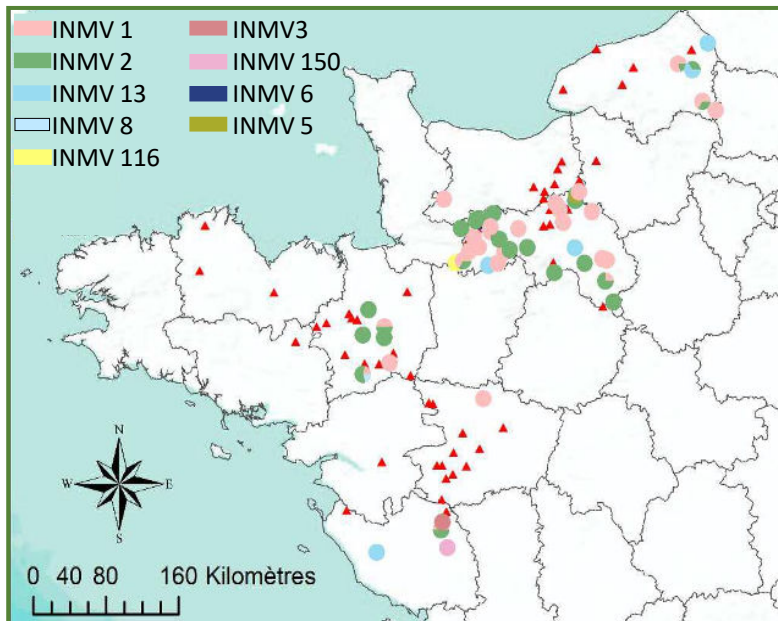 INMV 1 INMV3
INMV 2 INMV 150
INMV 13 INMV 6
INMV 8 INMV 5
INMV 116
N
W E
S
0 40 80 160 Kilomètres